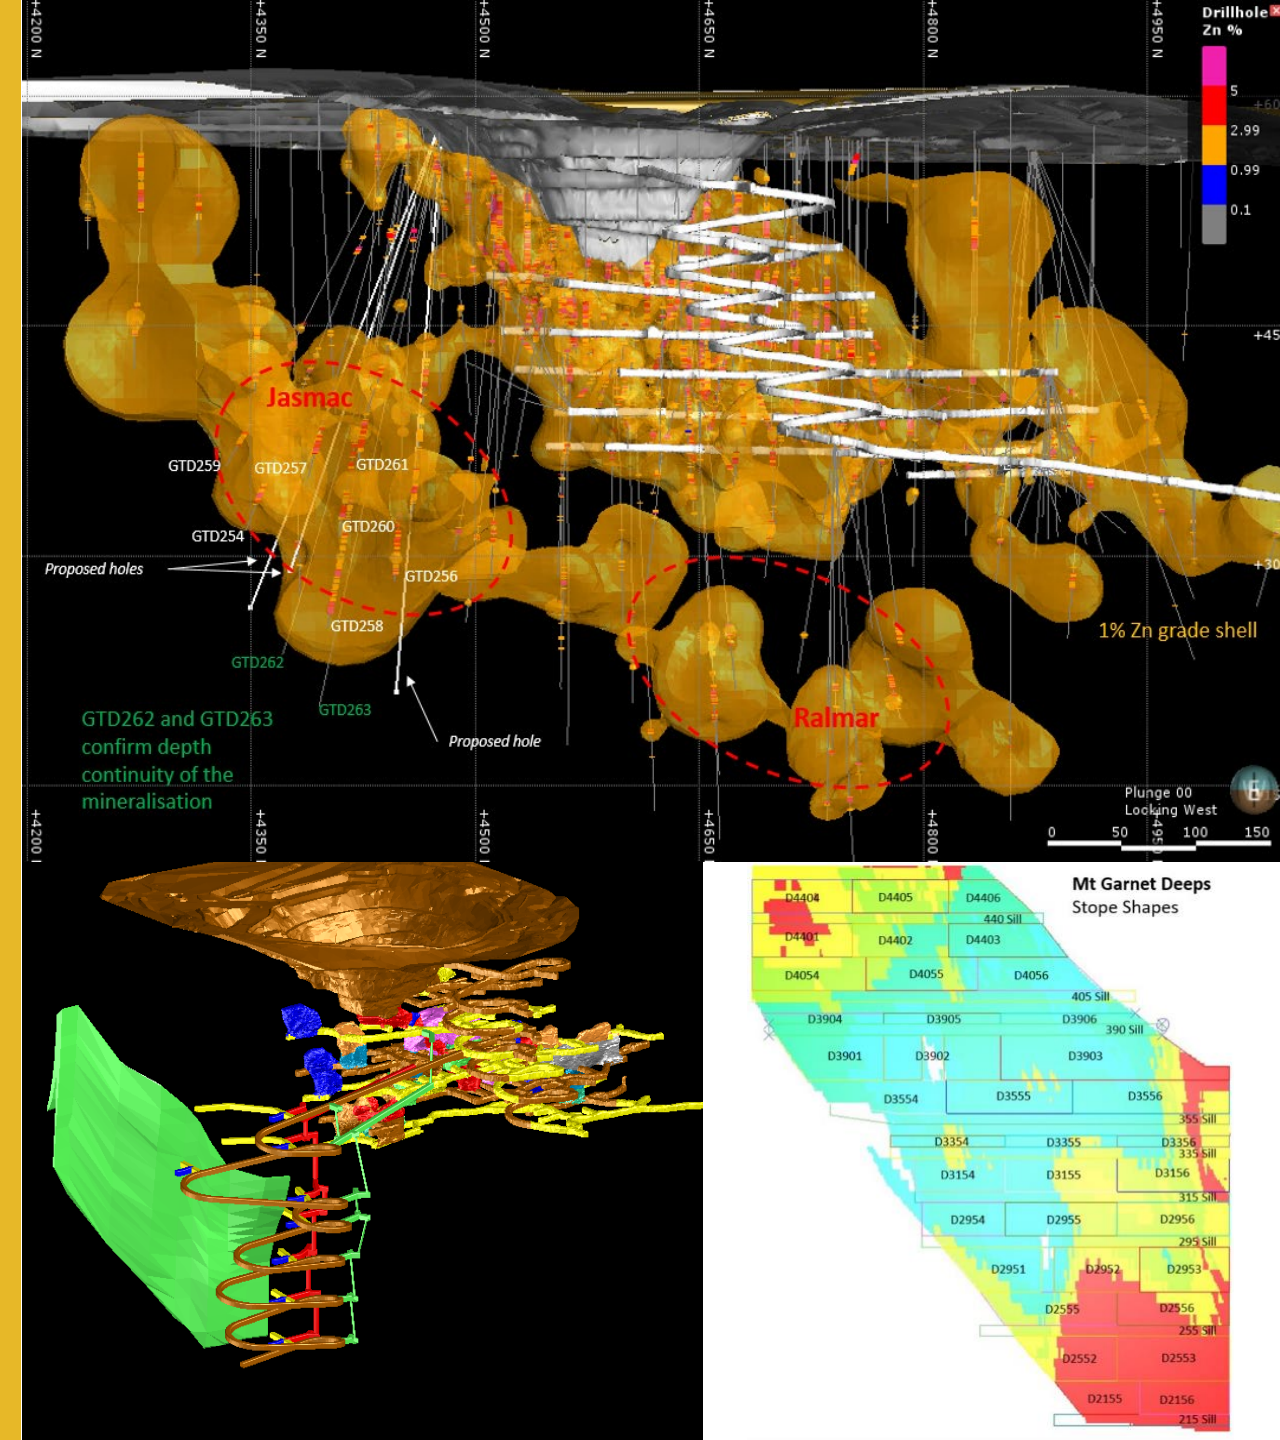 +4200 N
+4350 N
+4500 N
+4650 N
+4800 N
+4950 N
Drillhole
Zn %
5
2.99
0.99
0.1
+60
+45
+30
Jasmac
GTD259
GTD257
GTD261
GTD254
GTD260
Proposed holes
GTD256
GTD258
GTD262
GTD263
1% Zn grade shell
Ralmar
GTD262 and GTD263
confirm depth
continuity of the
mineralisation
Proposed hole
Plunge 00
Looking West
E
0 50 100 150
+4200 N
+4350 N
+4500 N
+4650 N
+4800 N
+4950 N
Mt Garnet Deeps
Stope Shapes
D4404 D4405 D4406
440 Sill
D4401 D4402 D4403
D4054 D4055 D4056
405 Sill
D3904 D3905 D3906
390 Sill
D3901 D3902 D3903
D3554 D3555 D3556
355 Sill
D3354 D3355 D3356
335 Sill
D3154 D3155 D3156
315 Sill
D2954 D2955 D2956
295 Sill
D2951 D2952 D2953
D2555 D2556
255 Sill
D2552 D2553
D2155 D2156
215 Sill